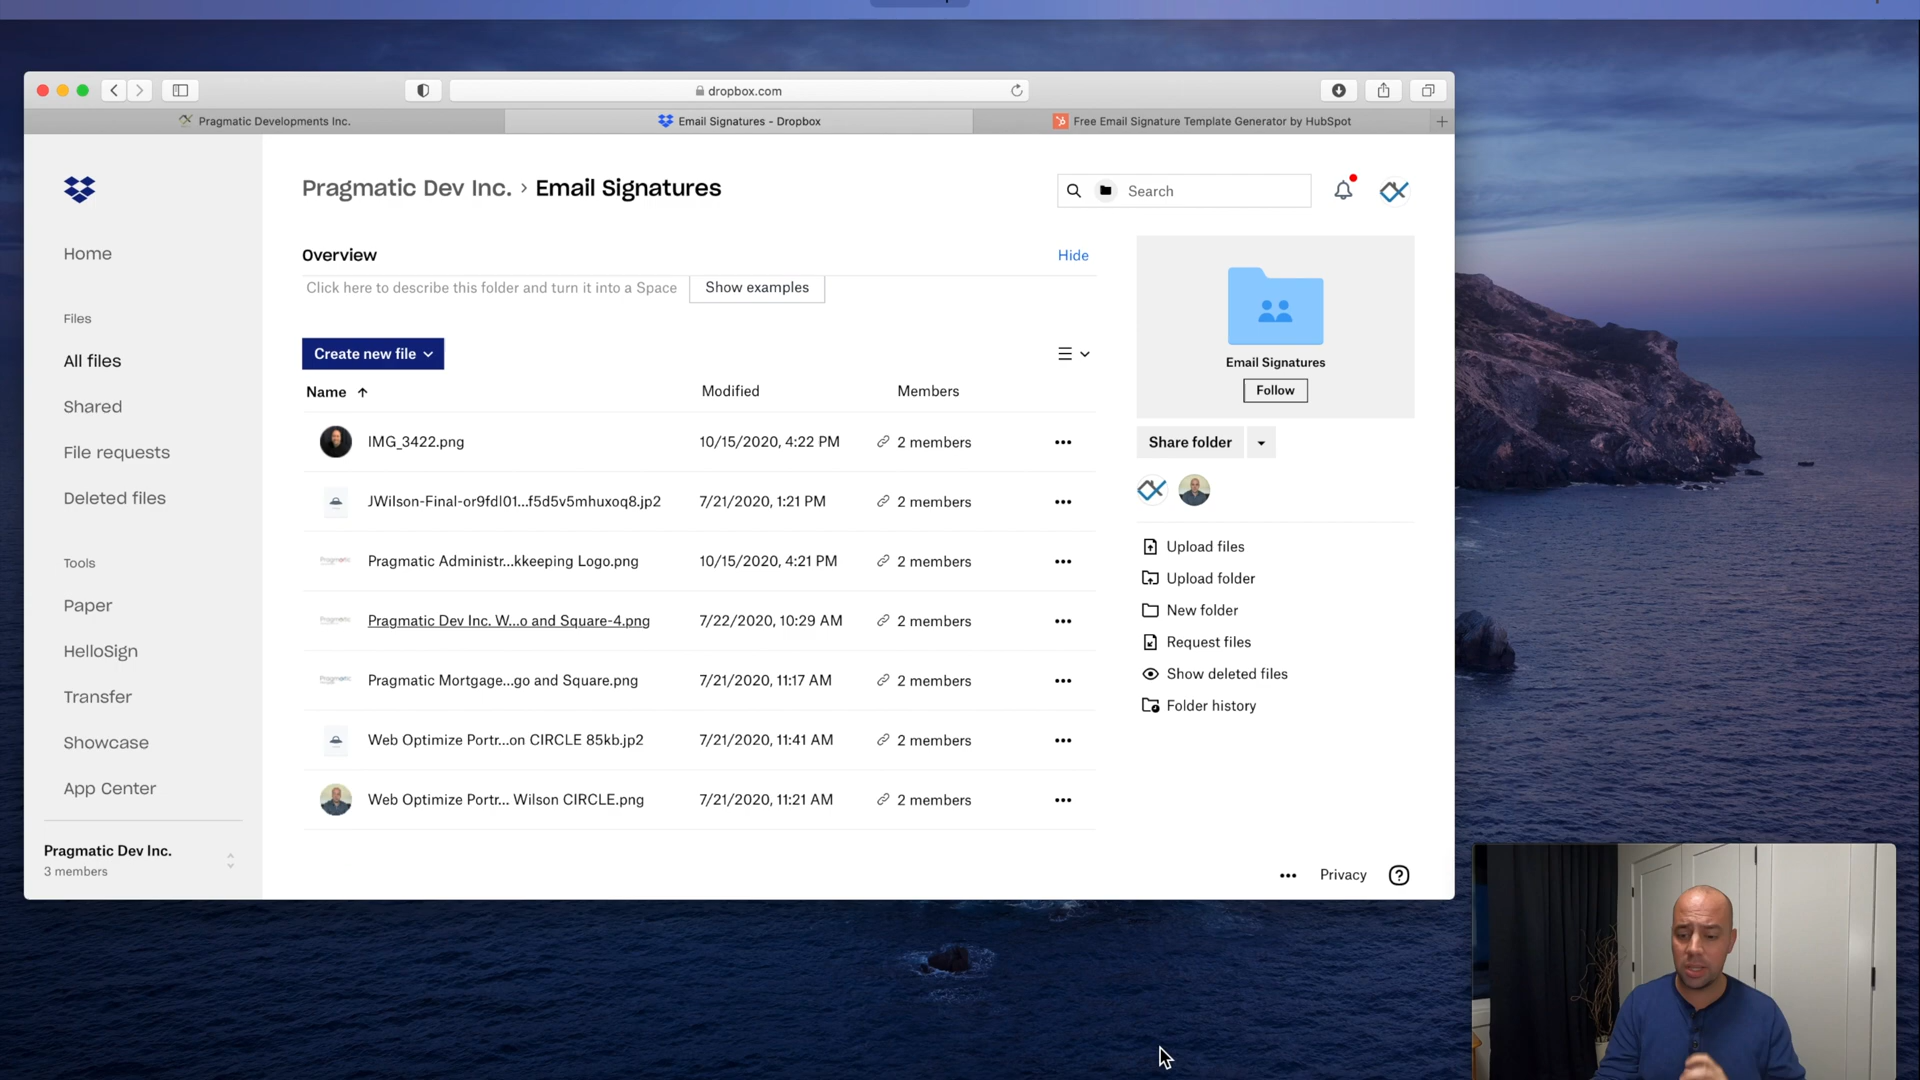 dropbox.com
Pragmatic Developments Inc.
Email Signatures - Dropbox
Free Email Signature Template Generator by HubSpot
Pragmatic Dev Inc. › Email Signatures
Search
Home
Files
All files
Shared
File requests
Deleted files
Tools
Paper
HelloSign
Transfer
Showcase
App Center
Pragmatic Dev Inc.
3 members
Overview
Hide
Click here to describe this folder and turn it into a Space
Show examples
Create new file
Name Modified Members
IMG_3422.png 10/15/2020, 4:22 PM 2 members
JWilson-Final-or9fdl01...f5d5v5mhuxoq8.jp2 7/21/2020, 1:21 PM 2 members
Pragmatic Administr...kkeeping Logo.png 10/15/2020, 4:21 PM 2 members
Pragmatic Dev Inc. W...o and Square-4.png 7/22/2020, 10:29 AM 2 members
Pragmatic Mortgage...go and Square.png 7/21/2020, 11:17 AM 2 members
Web Optimize Portr...on CIRCLE 85kb.jp2 7/21/2020, 11:41 AM 2 members
Web Optimize Portr... Wilson CIRCLE.png 7/21/2020, 11:21 AM 2 members
Email Signatures
Follow
Share folder
Upload files
Upload folder
New folder
Request files
Show deleted files
Folder history
Privacy